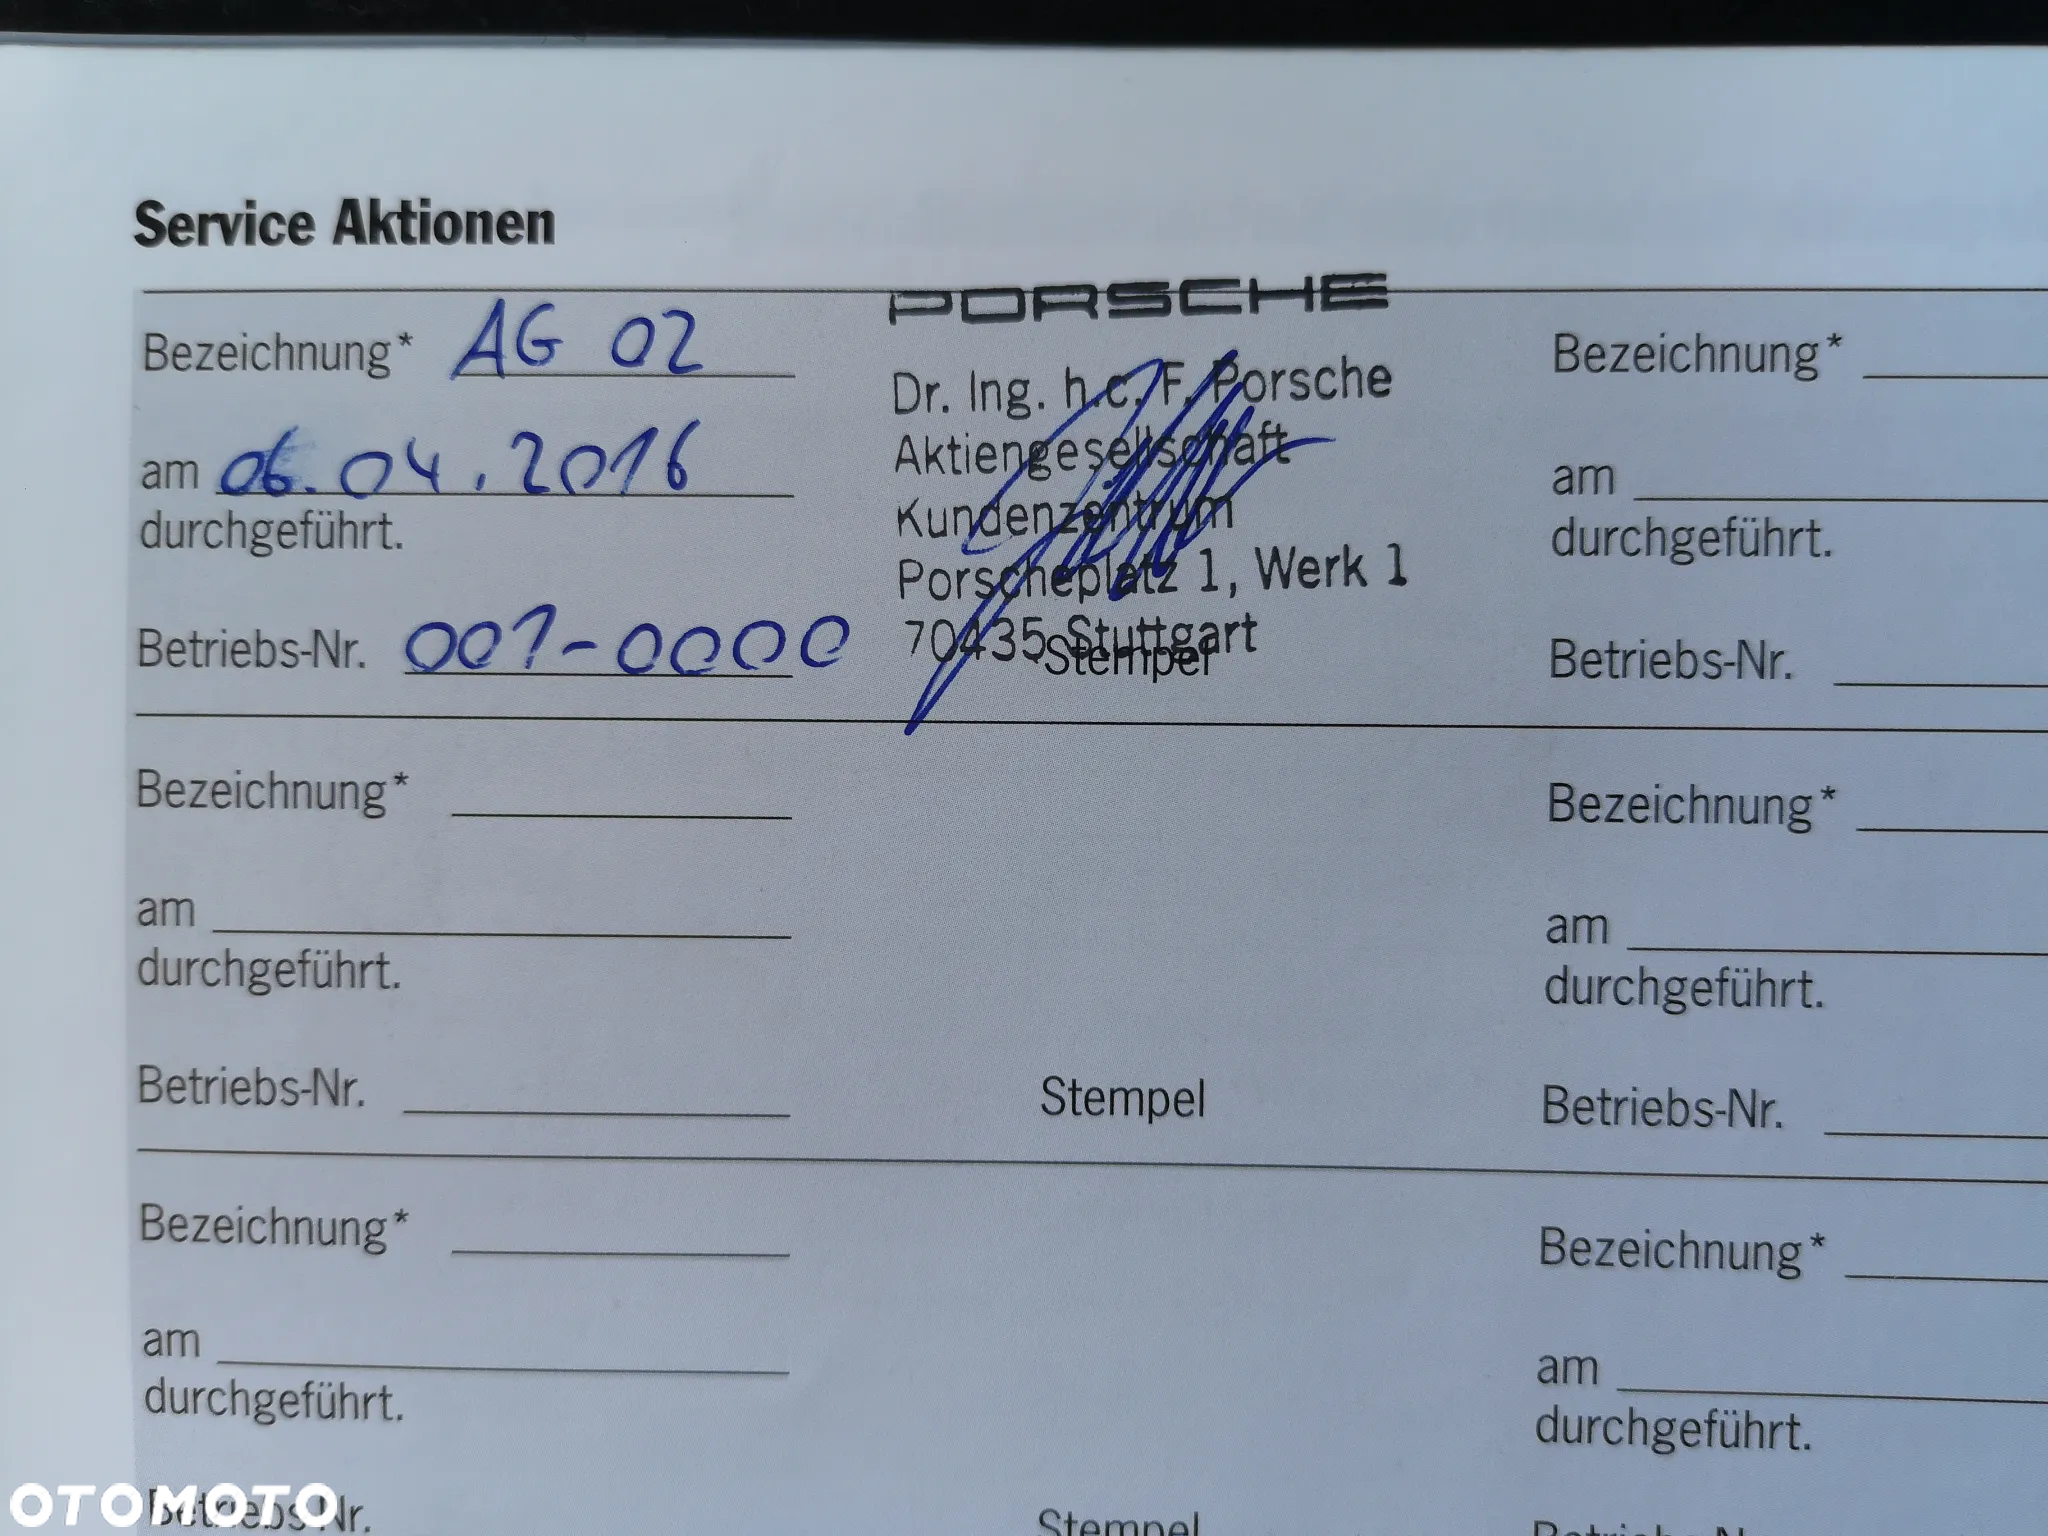 Service Aktionen
Bezeichnung* AG 02
am 06.04.2016
durchgeführt.
Betriebs-Nr. 001-0000
PORSCHE
Dr. Ing. h.c. F. Porsche
Aktiengesellschaft
Kundenzentrum
Porscheplatz 1, Werk 1
70435 Stuttgart
Stempel
Bezeichnung*
am
durchgeführt.
Betriebs-Nr.
Bezeichnung*
am
durchgeführt.
Betriebs-Nr.
Stempel
Bezeichnung*
am
durchgeführt.
Betriebs-Nr.
Bezeichnung*
am
durchgeführt.
Betriebs-Nr.
Stempel
Bezeichnung*
am
durchgeführt.
OTOMOTO